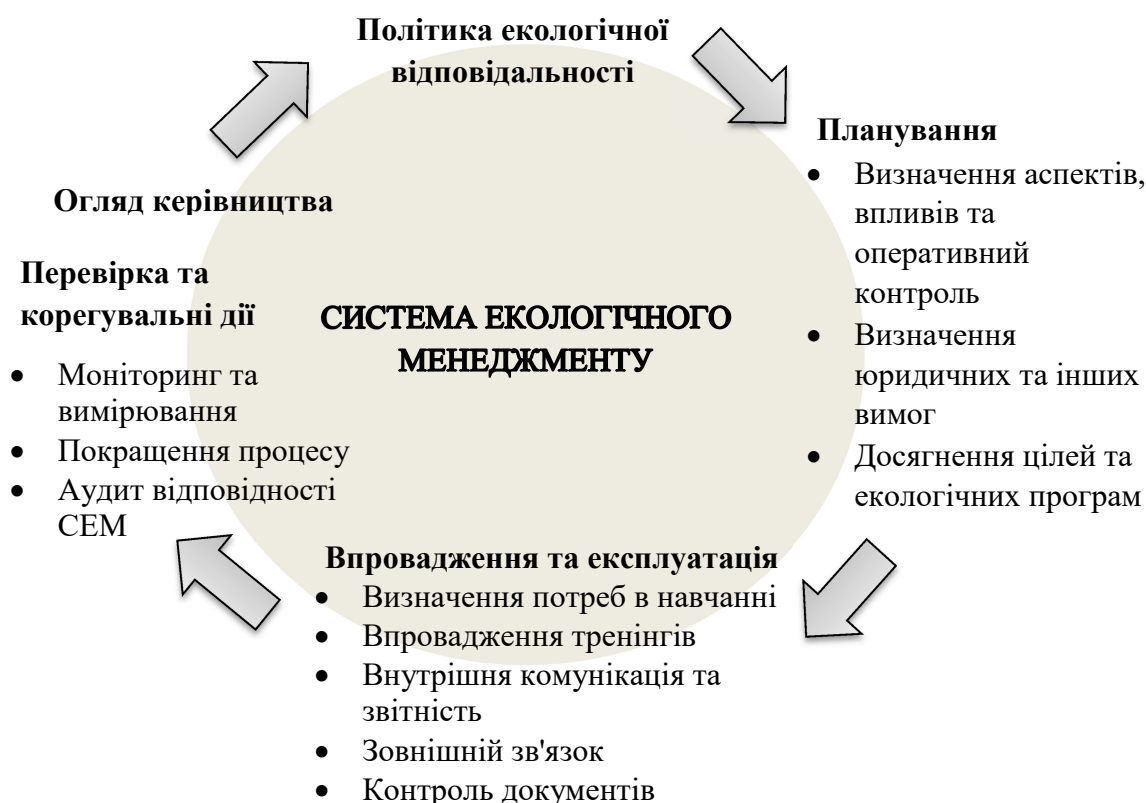 Політика екологічної
відповідальності
Планування
• Визначення аспектів,
впливів та
оперативний
контроль
• Визначення
юридичних та інших
вимог
• Досягнення цілей та
екологічних програм
Огляд керівництва
Перевірка та
корегувальні дії
• Моніторинг та
вимірювання
• Покращення процесу
• Аудит відповідності
СЕМ
СИСТЕМА ЕКОЛОГІЧНОГО
МЕНЕДЖМЕНТУ
Впровадження та експлуатація
• Визначення потреб в навчанні
• Впровадження тренінгів
• Внутрішня комунікація та
звітність
• Зовнішній зв'язок
• Контроль документів